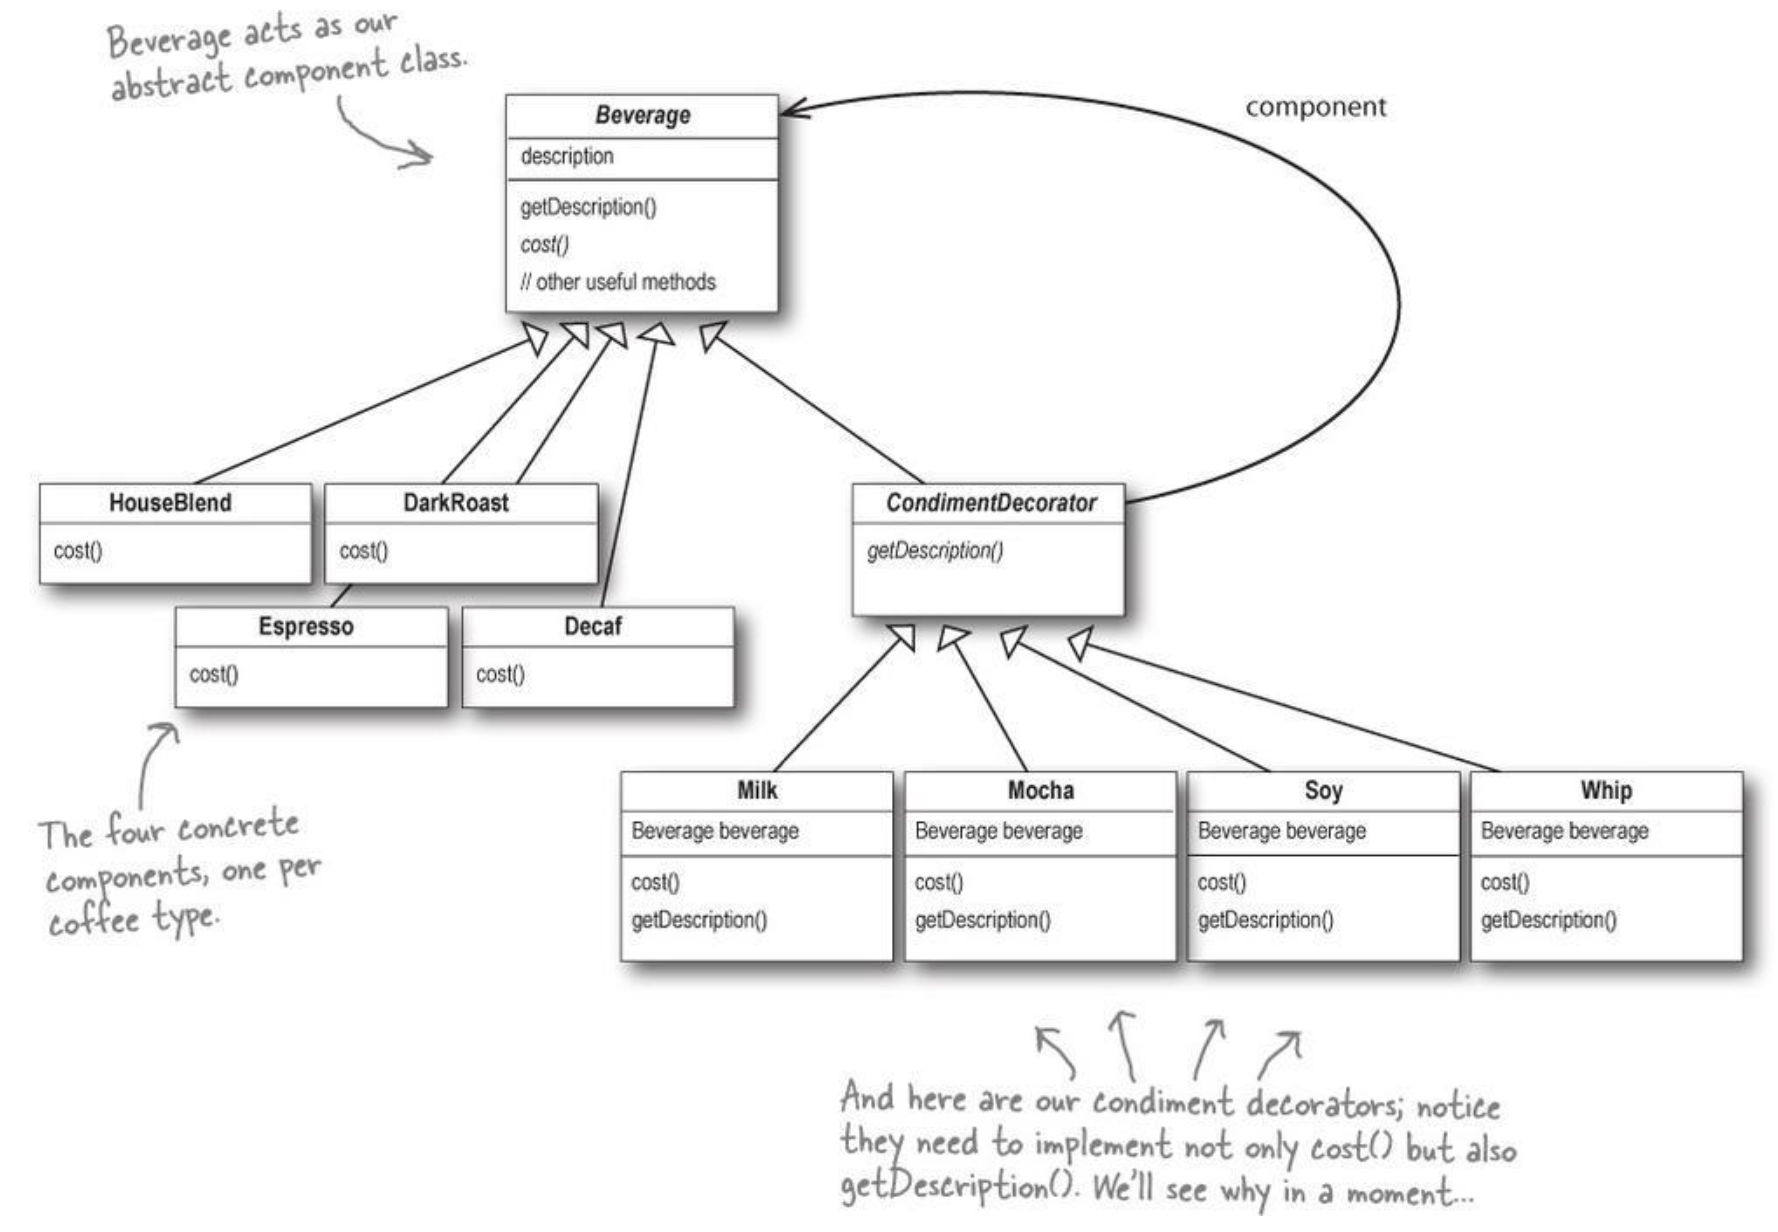 Beverage acts as our
abstract component class.
component
Beverage
description
getDescription()
cost()
// other useful methods
HouseBlend
cost()
DarkRoast
cost()
CondimentDecorator
getDescription()
Espresso
cost()
Decaf
cost()
The four concrete
components, one per
coffee type.
Milk
Beverage beverage
cost()
getDescription()
Mocha
Beverage beverage
cost()
getDescription()
Soy
Beverage beverage
cost()
getDescription()
Whip
Beverage beverage
cost()
getDescription()
And here are our condiment decorators; notice
they need to implement not only cost() but also
getDescription(). We'll see why in a moment...